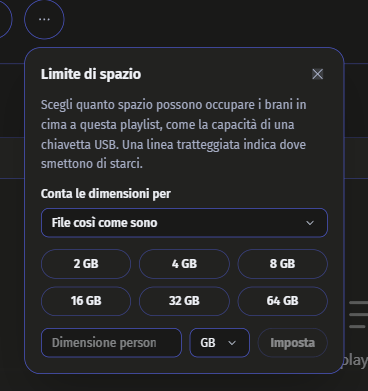 Limite di spazio
Scegli quanto spazio possono occupare i brani in
cima a questa playlist, come la capacità di una
chiavetta USB. Una linea tratteggiata indica dove
smettono di starci.
Conta le dimensioni per
File così come sono
2 GB 4 GB 8 GB
16 GB 32 GB 64 GB
Dimensione person GB Imposta
play